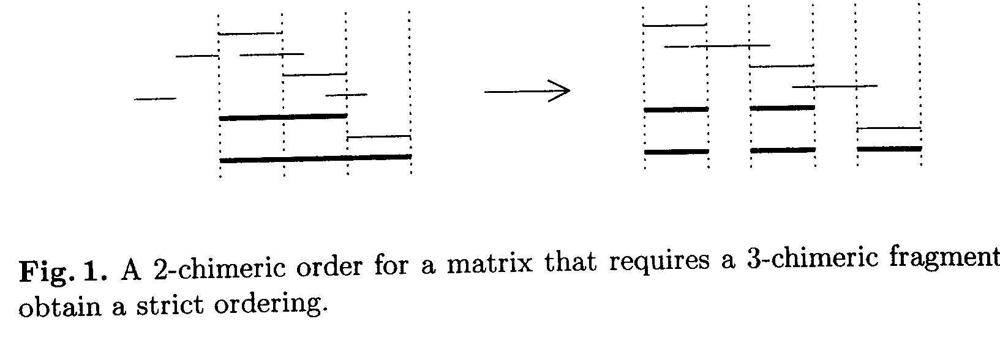 Fig. 1. A 2-chimeric order for a matrix that requires a 3-chimeric fragment
obtain a strict ordering.